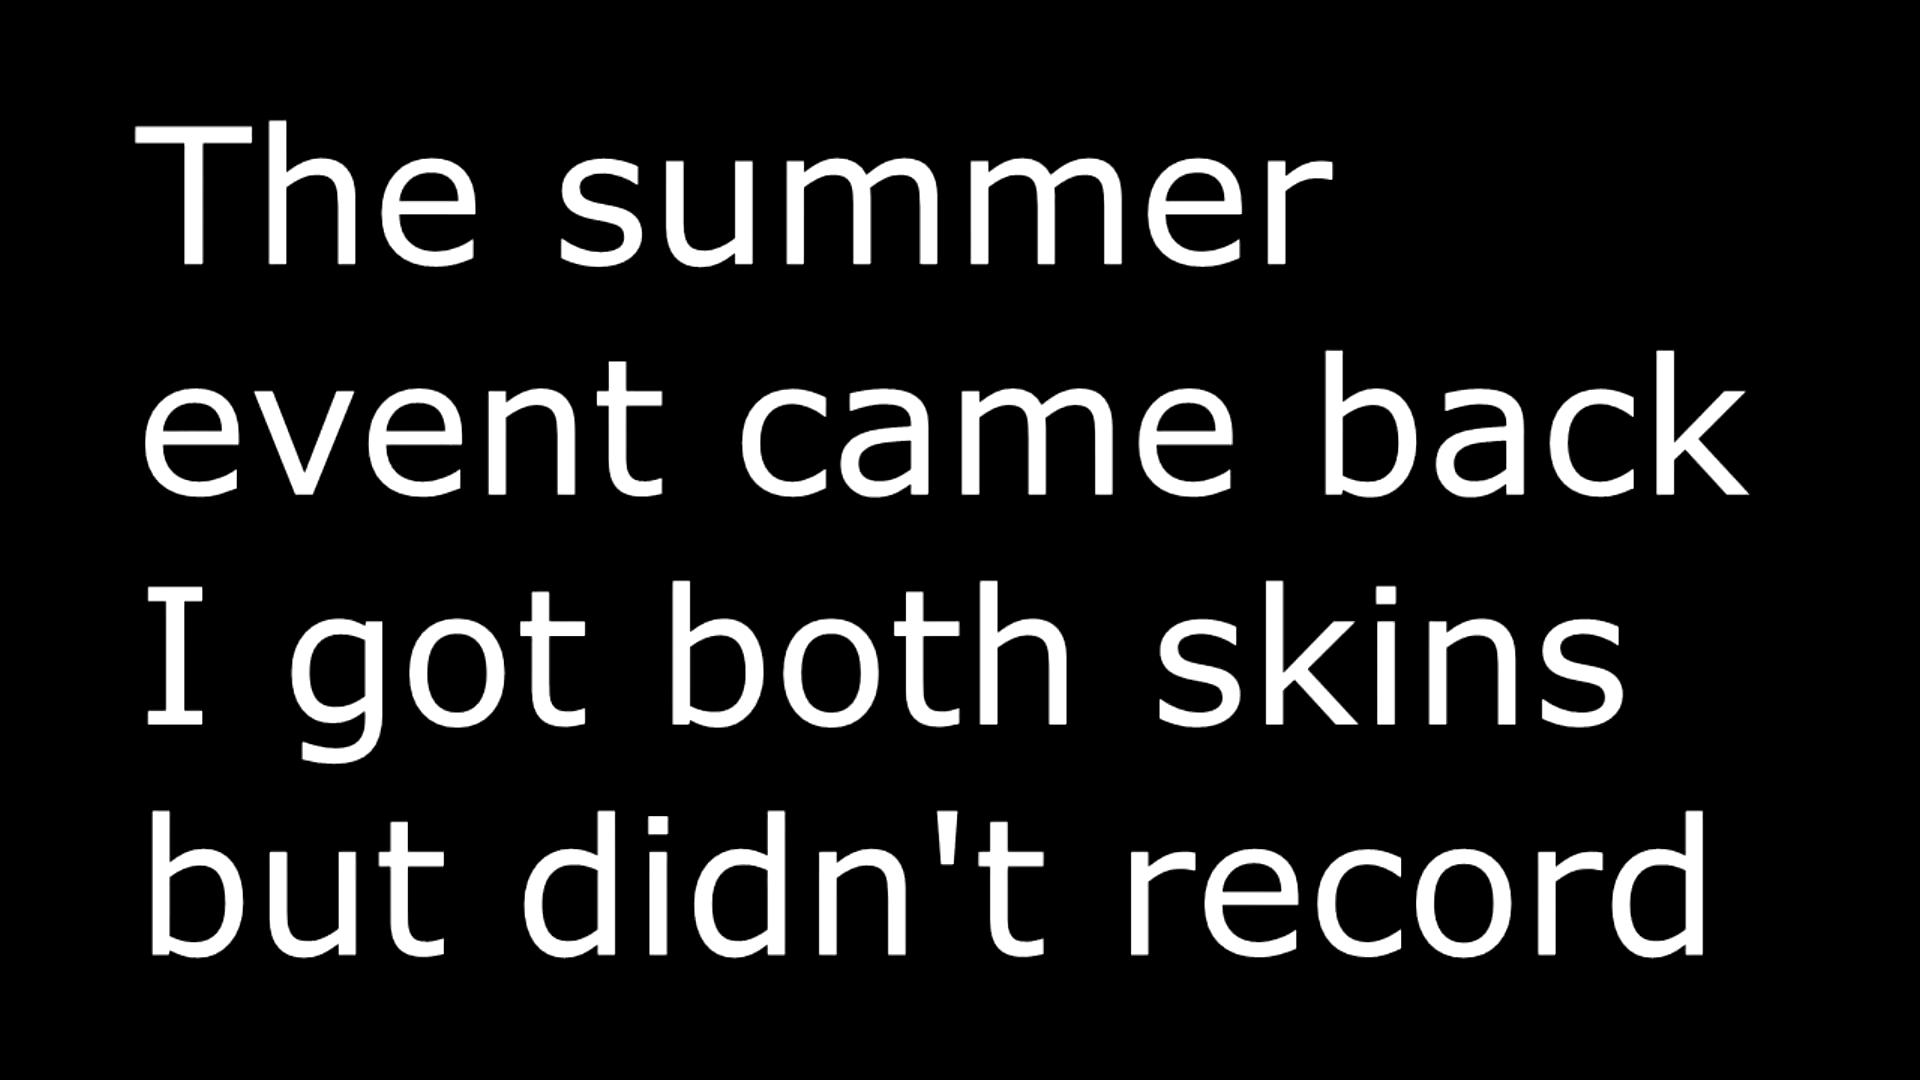 The summer
event came back
I got both skins
but didn't record